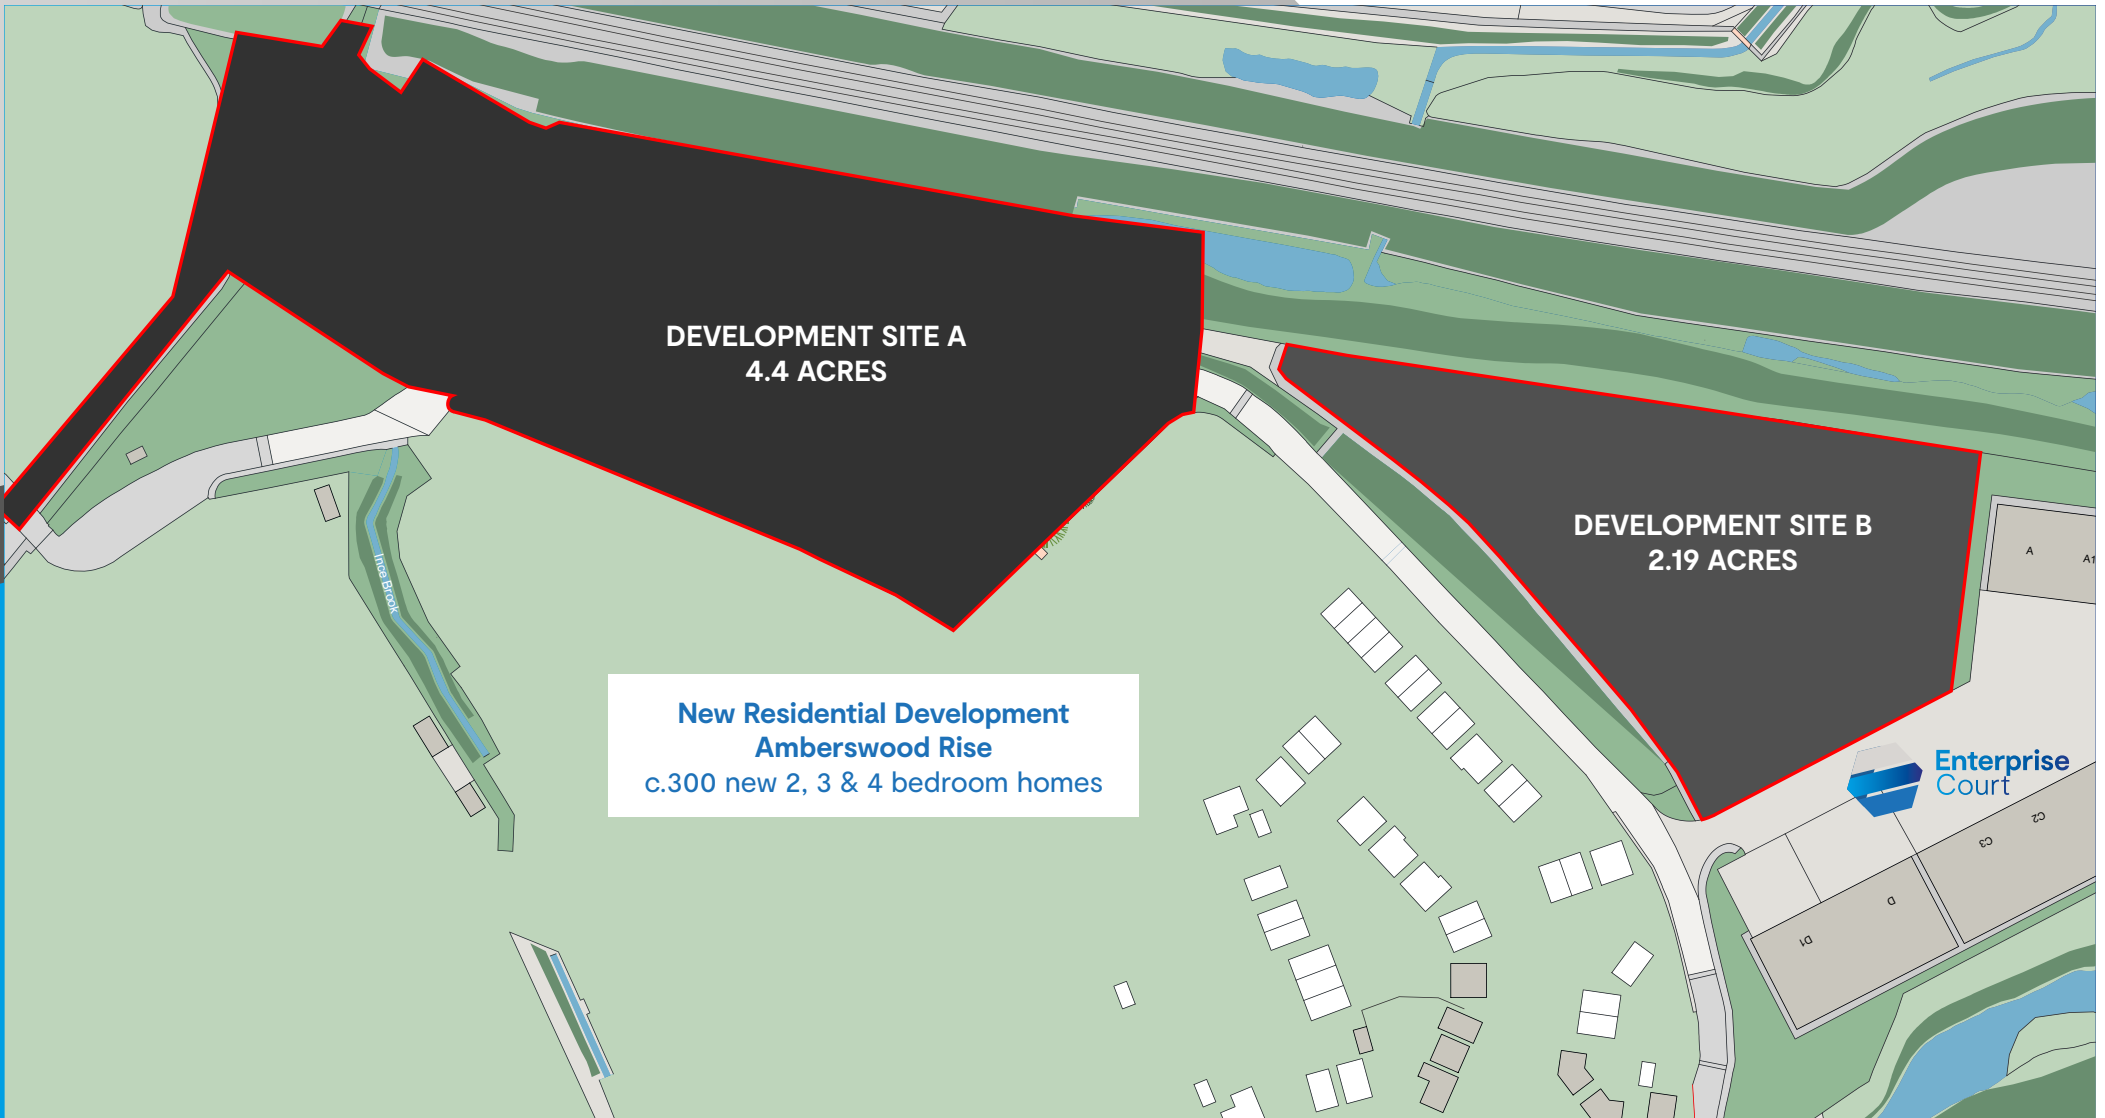 DEVELOPMENT SITE A
4.4 ACRES
DEVELOPMENT SITE B
2.19 ACRES
A
A1
Ince Brook
New Residential Development
Amberswood Rise
c.300 new 2, 3 & 4 bedroom homes
Enterprise
Court
C2
C3
D
D1